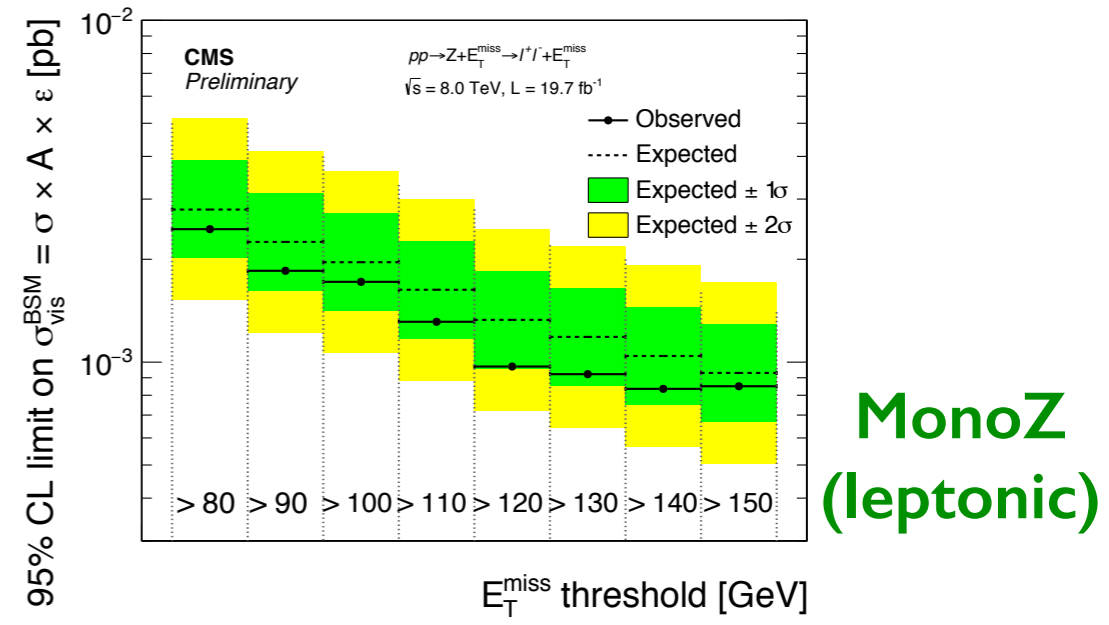 95% CL limit on σ_vis^BSM = σ × A × ε [pb]
10⁻²
10⁻³
CMS
Preliminary
pp→Z+E_T^miss→l⁺l⁻+E_T^miss
√s = 8.0 TeV, L = 19.7 fb⁻¹
Observed
Expected
Expected ± 1σ
Expected ± 2σ
> 80 > 90 > 100 > 110 > 120 > 130 > 140 > 150
E_T^miss threshold [GeV]
MonoZ
(leptonic)